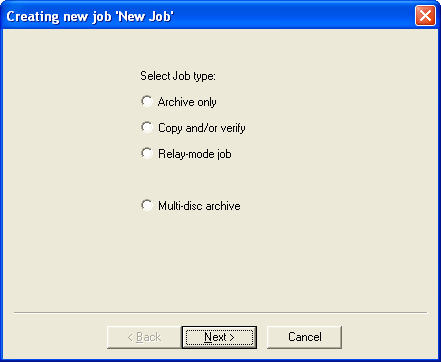 Creating new job 'New Job'
Select Job type:
Archive only
Copy and/or verify
Relay-mode job
Multi-disc archive
< Back Next > Cancel